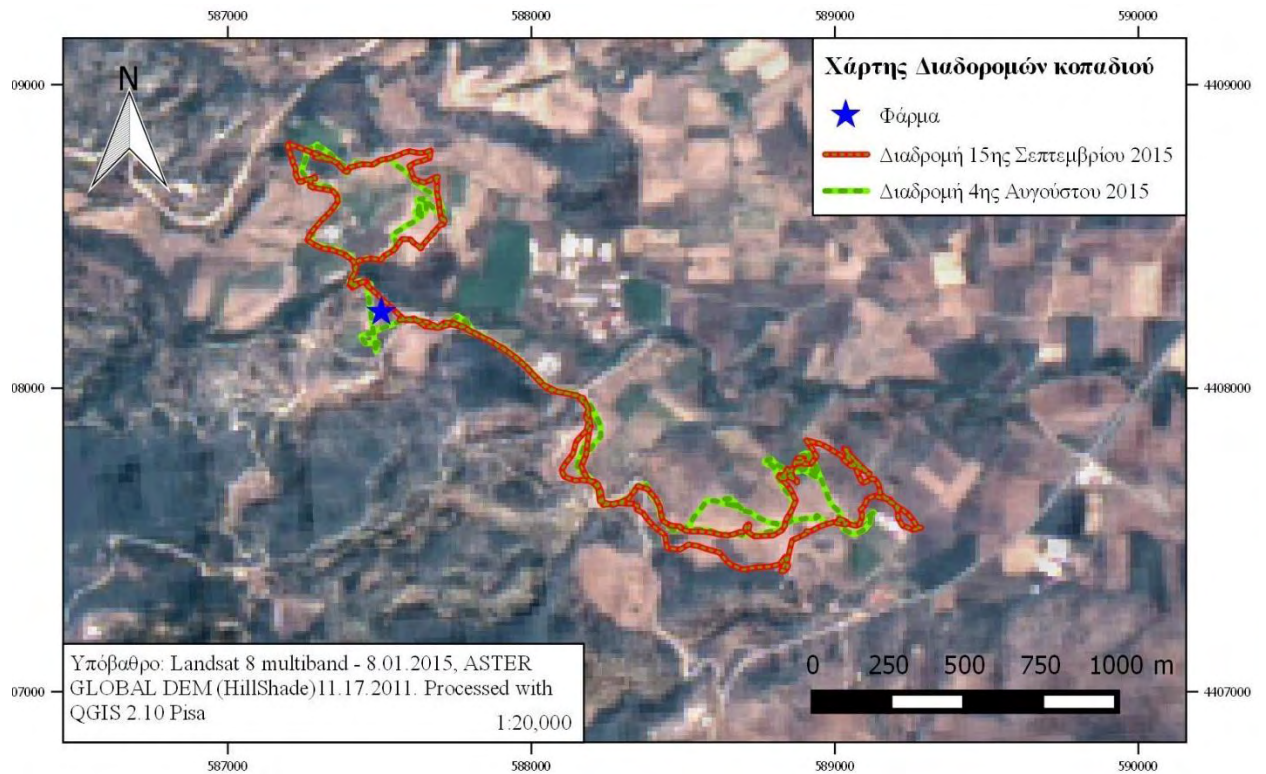 587000 588000 589000 590000
09000 4409000
08000 4408000
07000 4407000
N
Χάρτης Διαδορομών κοπαδιού
Φάρμα
Διαδρομή 15ης Σεπτεμβρίου 2015
Διαδρομή 4ης Αυγούστου 2015
Υπόβαθρο: Landsat 8 multiband - 8.01.2015, ASTER
GLOBAL DEM (HillShade)11.17.2011. Processed with
QGIS 2.10 Pisa
1:20,000
0 250 500 750 1000 m
587000 588000 589000 590000